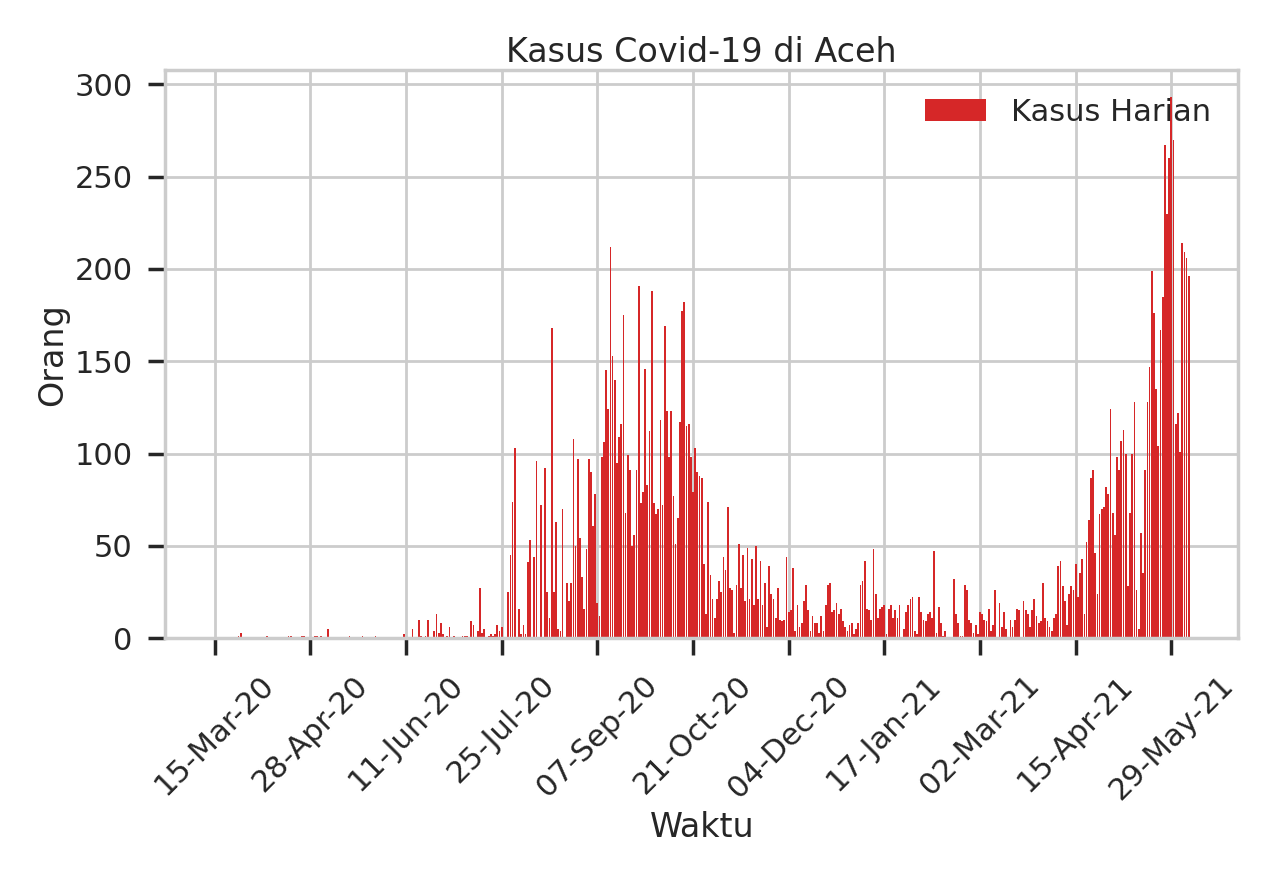 Kasus Covid-19 di Aceh
Kasus Harian
300
250
200
150
100
50
0
Orang
15-Mar-20
28-Apr-20
11-Jun-20
25-Jul-20
07-Sep-20
21-Oct-20
04-Dec-20
17-Jan-21
02-Mar-21
15-Apr-21
29-May-21
Waktu